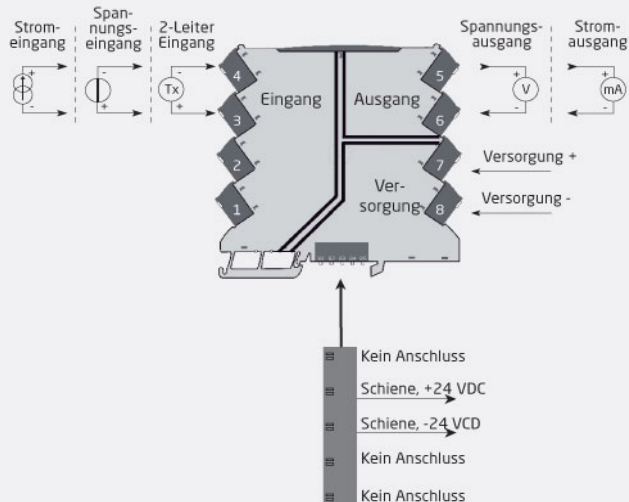 Strom-
eingang
Span-
nungs-
eingang
2-Leiter
Eingang
Spannungs-
ausgang
Strom-
ausgang
+
-
-
+
-
Tx
+
4
3
2
1
Eingang
Ausgang
Ver-
sorgung
5
6
7
8
+
V
-
+
mA
-
Versorgung +
Versorgung -
Kein Anschluss
Schiene, +24 VDC
Schiene, -24 VCD
Kein Anschluss
Kein Anschluss